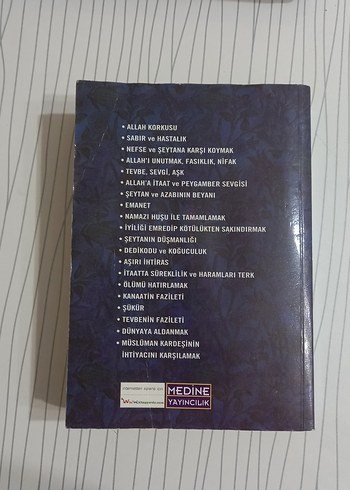 • ALLAH KORKUSU
• SABIR ve HASTALIK
• NEFSE ve ŞEYTANA KARŞI KOYMAK
• ALLAH'I UNUTMAK, FASIKLIK, NİFAK
• TEVBE, SEVGİ, AŞK
• ALLAH'A İTAAT ve PEYGAMBER SEVGİSİ
• ŞEYTAN ve AZABININ BEYANI
• EMANET
• NAMAZI HUŞU İLE TAMAMLAMAK
• İYİLİĞİ EMREDİP KÖTÜLÜKTEN SAKINDIRMAK
• ŞEYTANIN DÜŞMANLIĞI
• DEDİKODU ve KOĞUCULUK
• AŞIRI İHTİRAS
• İTAATTA SÜREKLİLİK ve HARAMLARI TERK
• ÖLÜMÜ HATIRLAMAK
• KANAATİN FAZİLETİ
• ŞÜKÜR
• TEVBENİN FAZİLETİ
• DÜNYAYA ALDANMAK
• MÜSLÜMAN KARDEŞİNİN
İHTİYACINI KARŞILAMAK
MEDİNE
YAYINCILIK